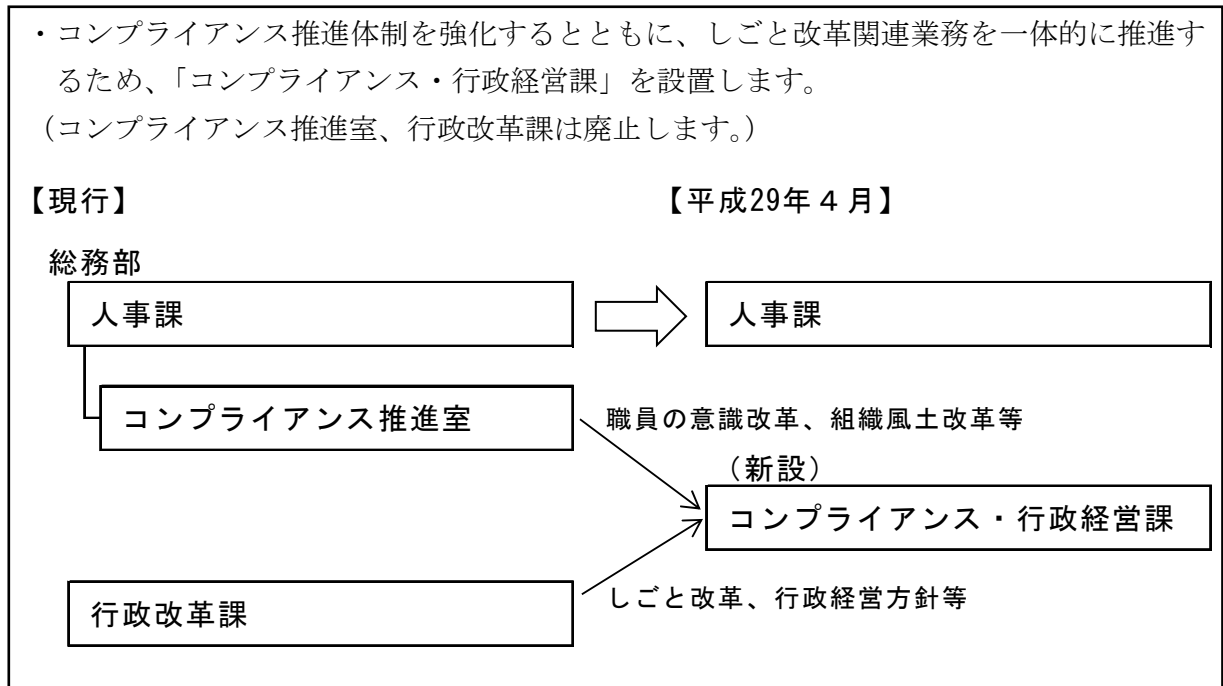 ・コンプライアンス推進体制を強化するとともに、しごと改革関連業務を一体的に推進す
るため、「コンプライアンス・行政経営課」を設置します。
（コンプライアンス推進室、行政改革課は廃止します。）
【現行】
【平成29年４月】
総務部
人事課
人事課
コンプライアンス推進室
職員の意識改革、組織風土改革等
（新設）
コンプライアンス・行政経営課
行政改革課
しごと改革、行政経営方針等